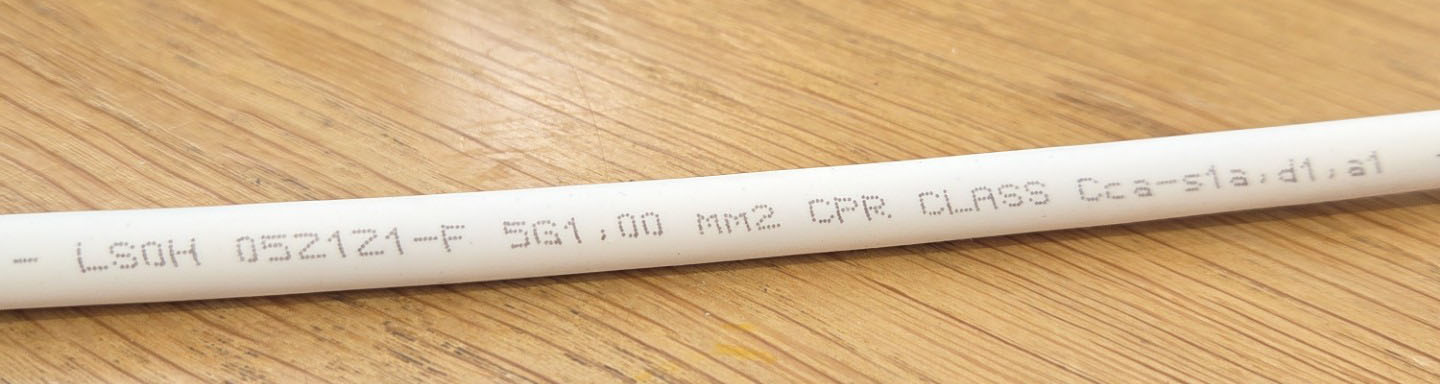 - LSOH 05Z1Z1-F 5G1,00 mm2 CPR CLASS Cca-s1a,d1,a1